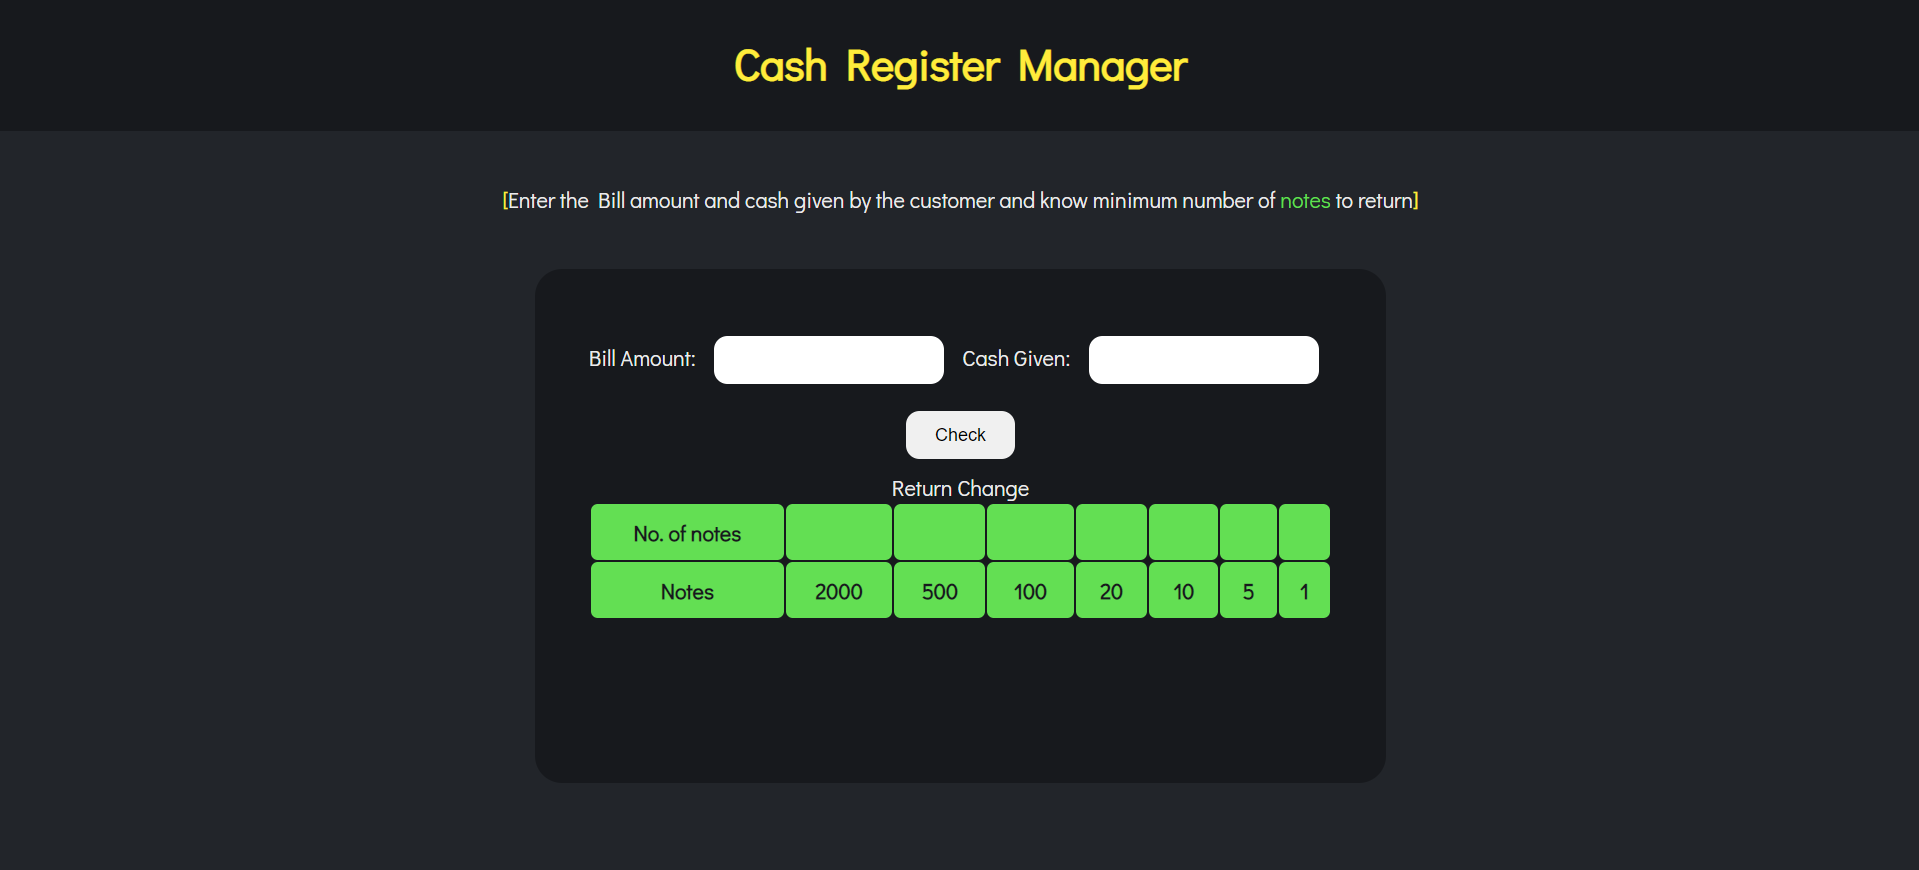 Cash Register Manager
[Enter the Bill amount and cash given by the customer and know minimum number of notes to return]
Bill Amount: Cash Given:
Check
Return Change
No. of notes
Notes 2000 500 100 20 10 5 1